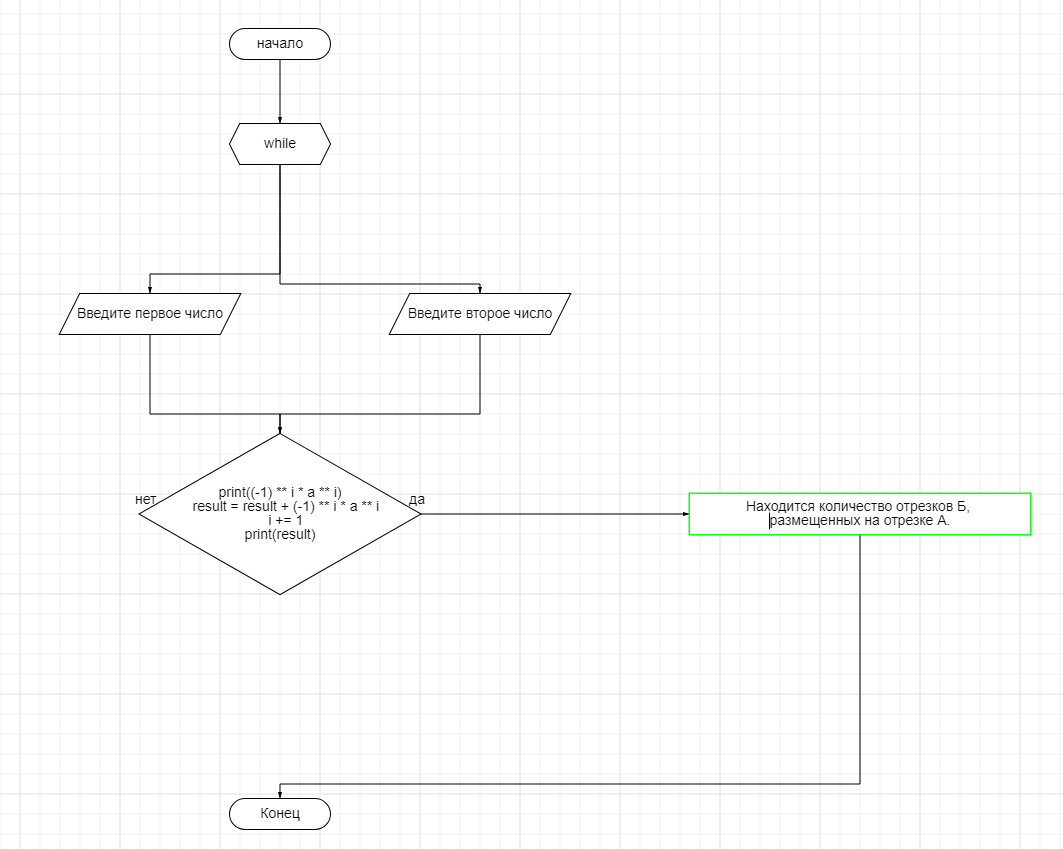 начало
while
Введите первое число
Введите второе число
нет
да
print((-1) ** i * a ** i)
result = result + (-1) ** i * a ** i
i += 1
print(result)
Находится количество отрезков Б,
размещенных на отрезке А.
Конец